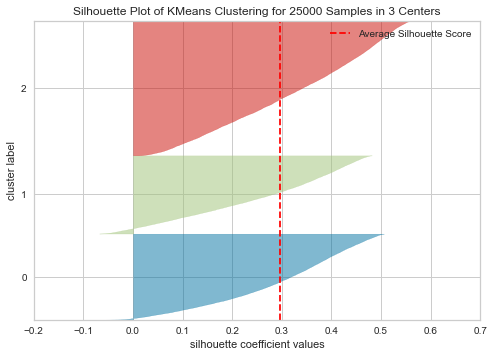 Silhouette Plot of KMeans Clustering for 25000 Samples in 3 Centers
Average Silhouette Score
cluster label
2
1
0
−0.2 −0.1 0.0 0.1 0.2 0.3 0.4 0.5 0.6 0.7
silhouette coefficient values